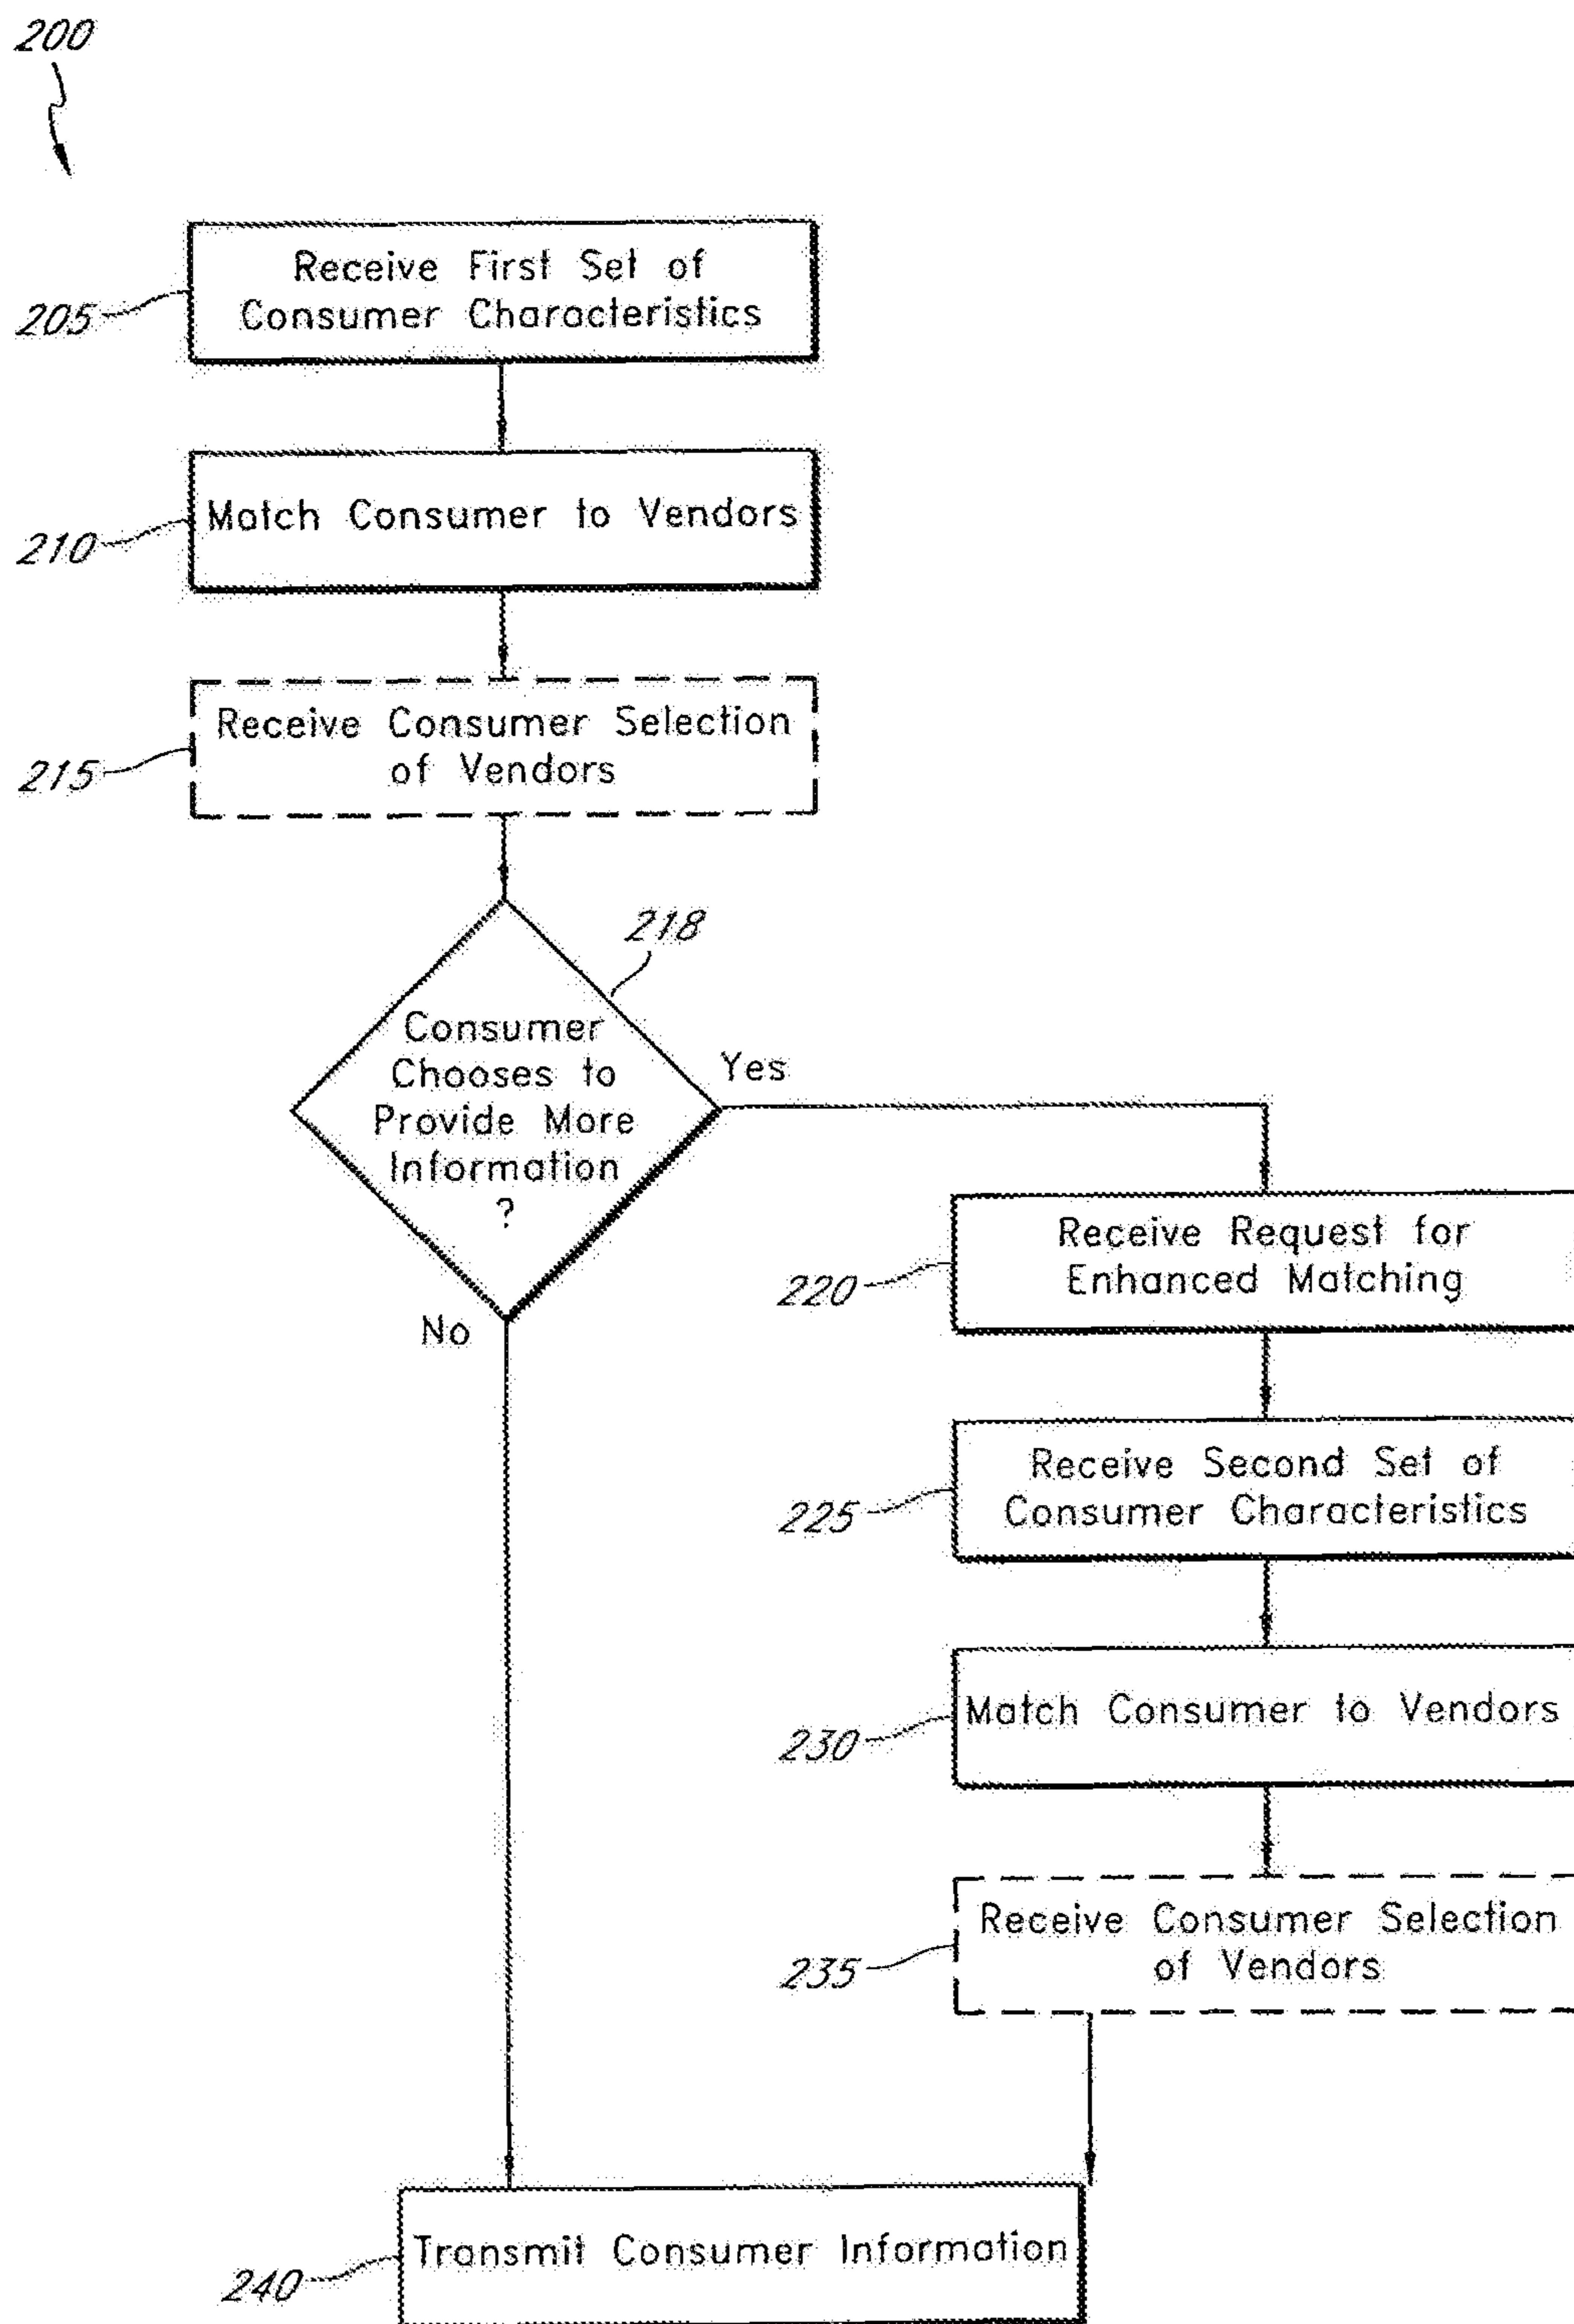 200
Receive First Set of
Consumer Characteristics
205
Match Consumer to Vendors
210
Receive Consumer Selection
of Vendors
215
218
Consumer
Chooses to
Provide More
Information
?
Yes
No
Receive Request for
Enhanced Matching
220
Receive Second Set of
Consumer Characteristics
225
Match Consumer to Vendors
230
Receive Consumer Selection
of Vendors
235
Transmit Consumer Information
240